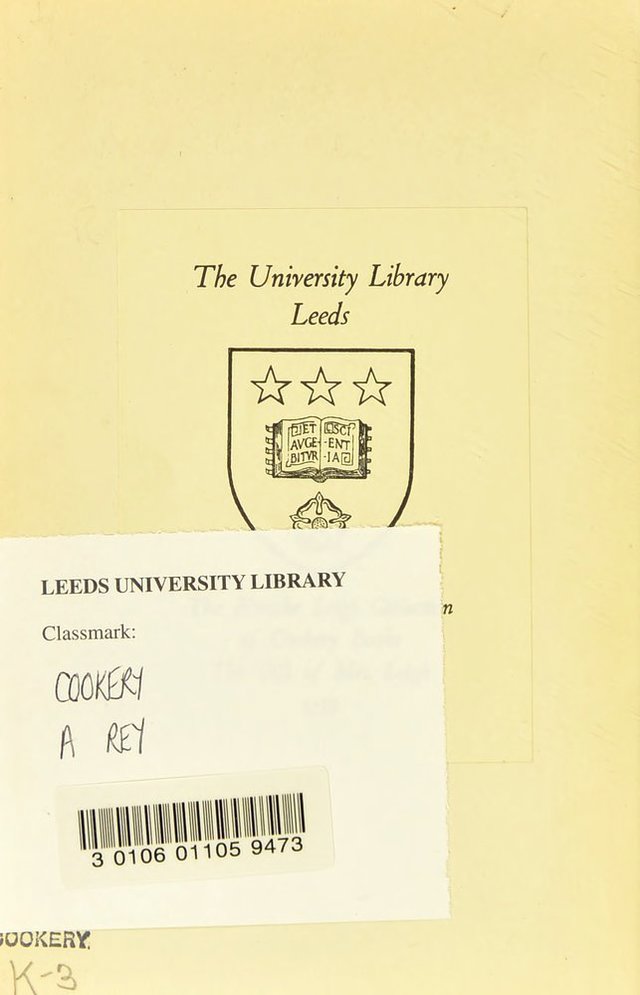 The University Library
Leeds
ET SCI
AVGE- -ENT
BITVR -IA
n
LEEDS UNIVERSITY LIBRARY
Classmark:
COOKERY
A REY
3 0106 01105 9473
COOKERY.
K-3